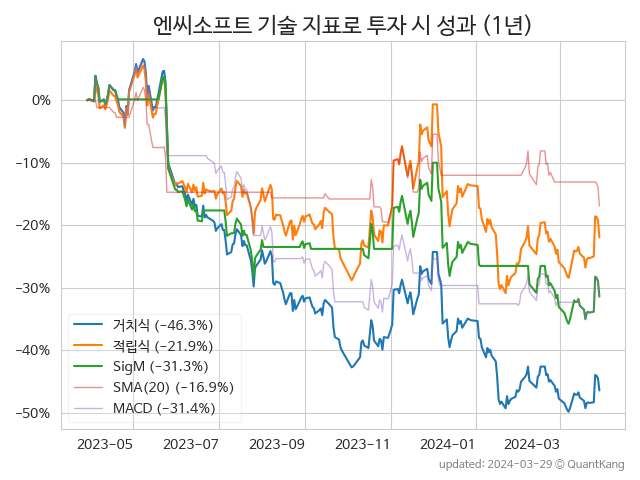 엔씨소프트 기술 지표로 투자 시 성과 (1년)
0%
−10%
−20%
−30%
−40%
−50%
거치식 (−46.3%)
적립식 (−21.9%)
SigM (−31.3%)
SMA(20) (−16.9%)
MACD (−31.4%)
2023−05 2023−07 2023−09 2023−11 2024−01 2024−03
updated: 2024−03−29 © QuantKang